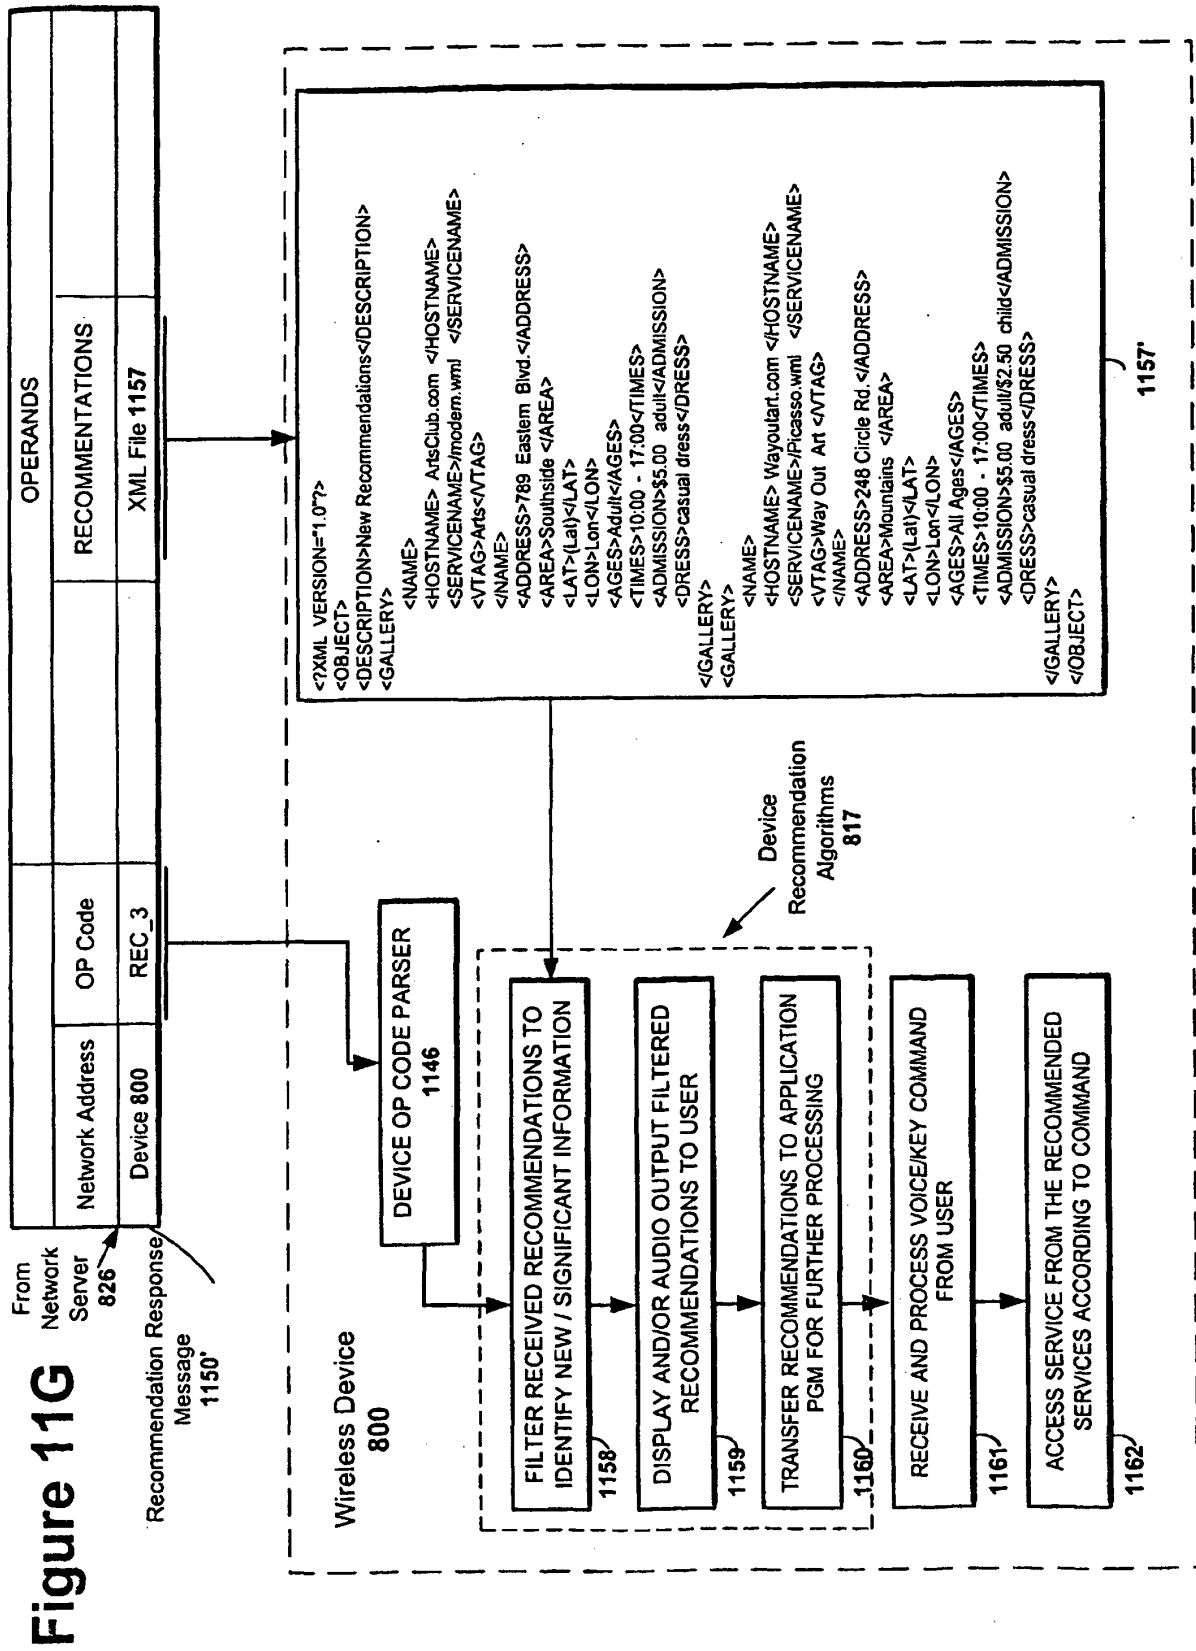 Figure 11G
From
Network
Server
826
Recommendation Response
Message
1150'
OPERANDS
Network Address
OP Code
RECOMMENTATIONS
Device 800
REC_3
XML File 1157
Wireless Device
800
DEVICE OP CODE PARSER
1146
FILTER RECEIVED RECOMMENDATIONS TO
IDENTIFY NEW / SIGNIFICANT INFORMATION
1158
DISPLAY AND/OR AUDIO OUTPUT FILTERED
RECOMMENDATIONS TO USER
1159
TRANSFER RECOMMENDATIONS TO APPLICATION
PGM FOR FURTHER PROCESSING
1160
RECEIVE AND PROCESS VOICE/KEY COMMAND
FROM USER
1161
ACCESS SERVICE FROM THE RECOMMENDED
SERVICES ACCORDING TO COMMAND
1162
Device
Recommendation
Algorithms
817
<?XML VERSION="1.0"?>
<OBJECT>
<DESCRIPTION>New Recommendations</DESCRIPTION>
<GALLERY>
<NAME>
<HOSTNAME> ArtsClub.com </HOSTNAME>
<SERVICENAME>/modem.wml </SERVICENAME>
<VTAG>Arts</VTAG>
</NAME>
<ADDRESS>789 Eastern Blvd.</ADDRESS>
<AREA>Southside </AREA>
<LAT>(Lat)</LAT>
<LON>Lon</LON>
<AGES>Adult</AGES>
<TIMES>10:00 - 17:00</TIMES>
<ADMISSION>$5.00 adult</ADMISSION>
<DRESS>casual dress</DRESS>
</GALLERY>
<GALLERY>
<NAME>
<HOSTNAME> Wayoutart.com </HOSTNAME>
<SERVICENAME>/Picasso.wml </SERVICENAME>
<VTAG>Way Out Art </VTAG>
</NAME>
<ADDRESS>248 Circle Rd.</ADDRESS>
<AREA>Mountains </AREA>
<LAT>(Lat)</LAT>
<LON>Lon</LON>
<AGES>All Ages</AGES>
<TIMES>10:00 - 17:00</TIMES>
<ADMISSION>$5.00 adult/$2.50 child</ADMISSION>
<DRESS>casual dress</DRESS>
</GALLERY>
</OBJECT>
1157'